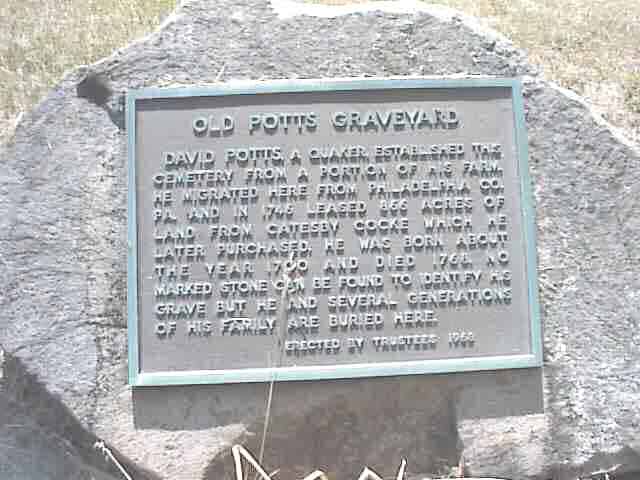 OLD POTTS GRAVEYARD
DAVID POTTS, A QUAKER, ESTABLISHED THIS
CEMETERY FROM A PORTION OF HIS FARM.
HE MIGRATED HERE FROM PHILADELPHIA CO.
PA. AND IN 1746 LEASED 866 ACRES OF
LAND FROM CATESBY COCKE WHICH HE
LATER PURCHASED. HE WAS BORN ABOUT
THE YEAR 1700 AND DIED 1768. NO
MARKED STONE CAN BE FOUND TO IDENTIFY HIS
GRAVE BUT HE AND SEVERAL GENERATIONS
OF HIS FAMILY ARE BURIED HERE.
ERECTED BY TRUSTEES